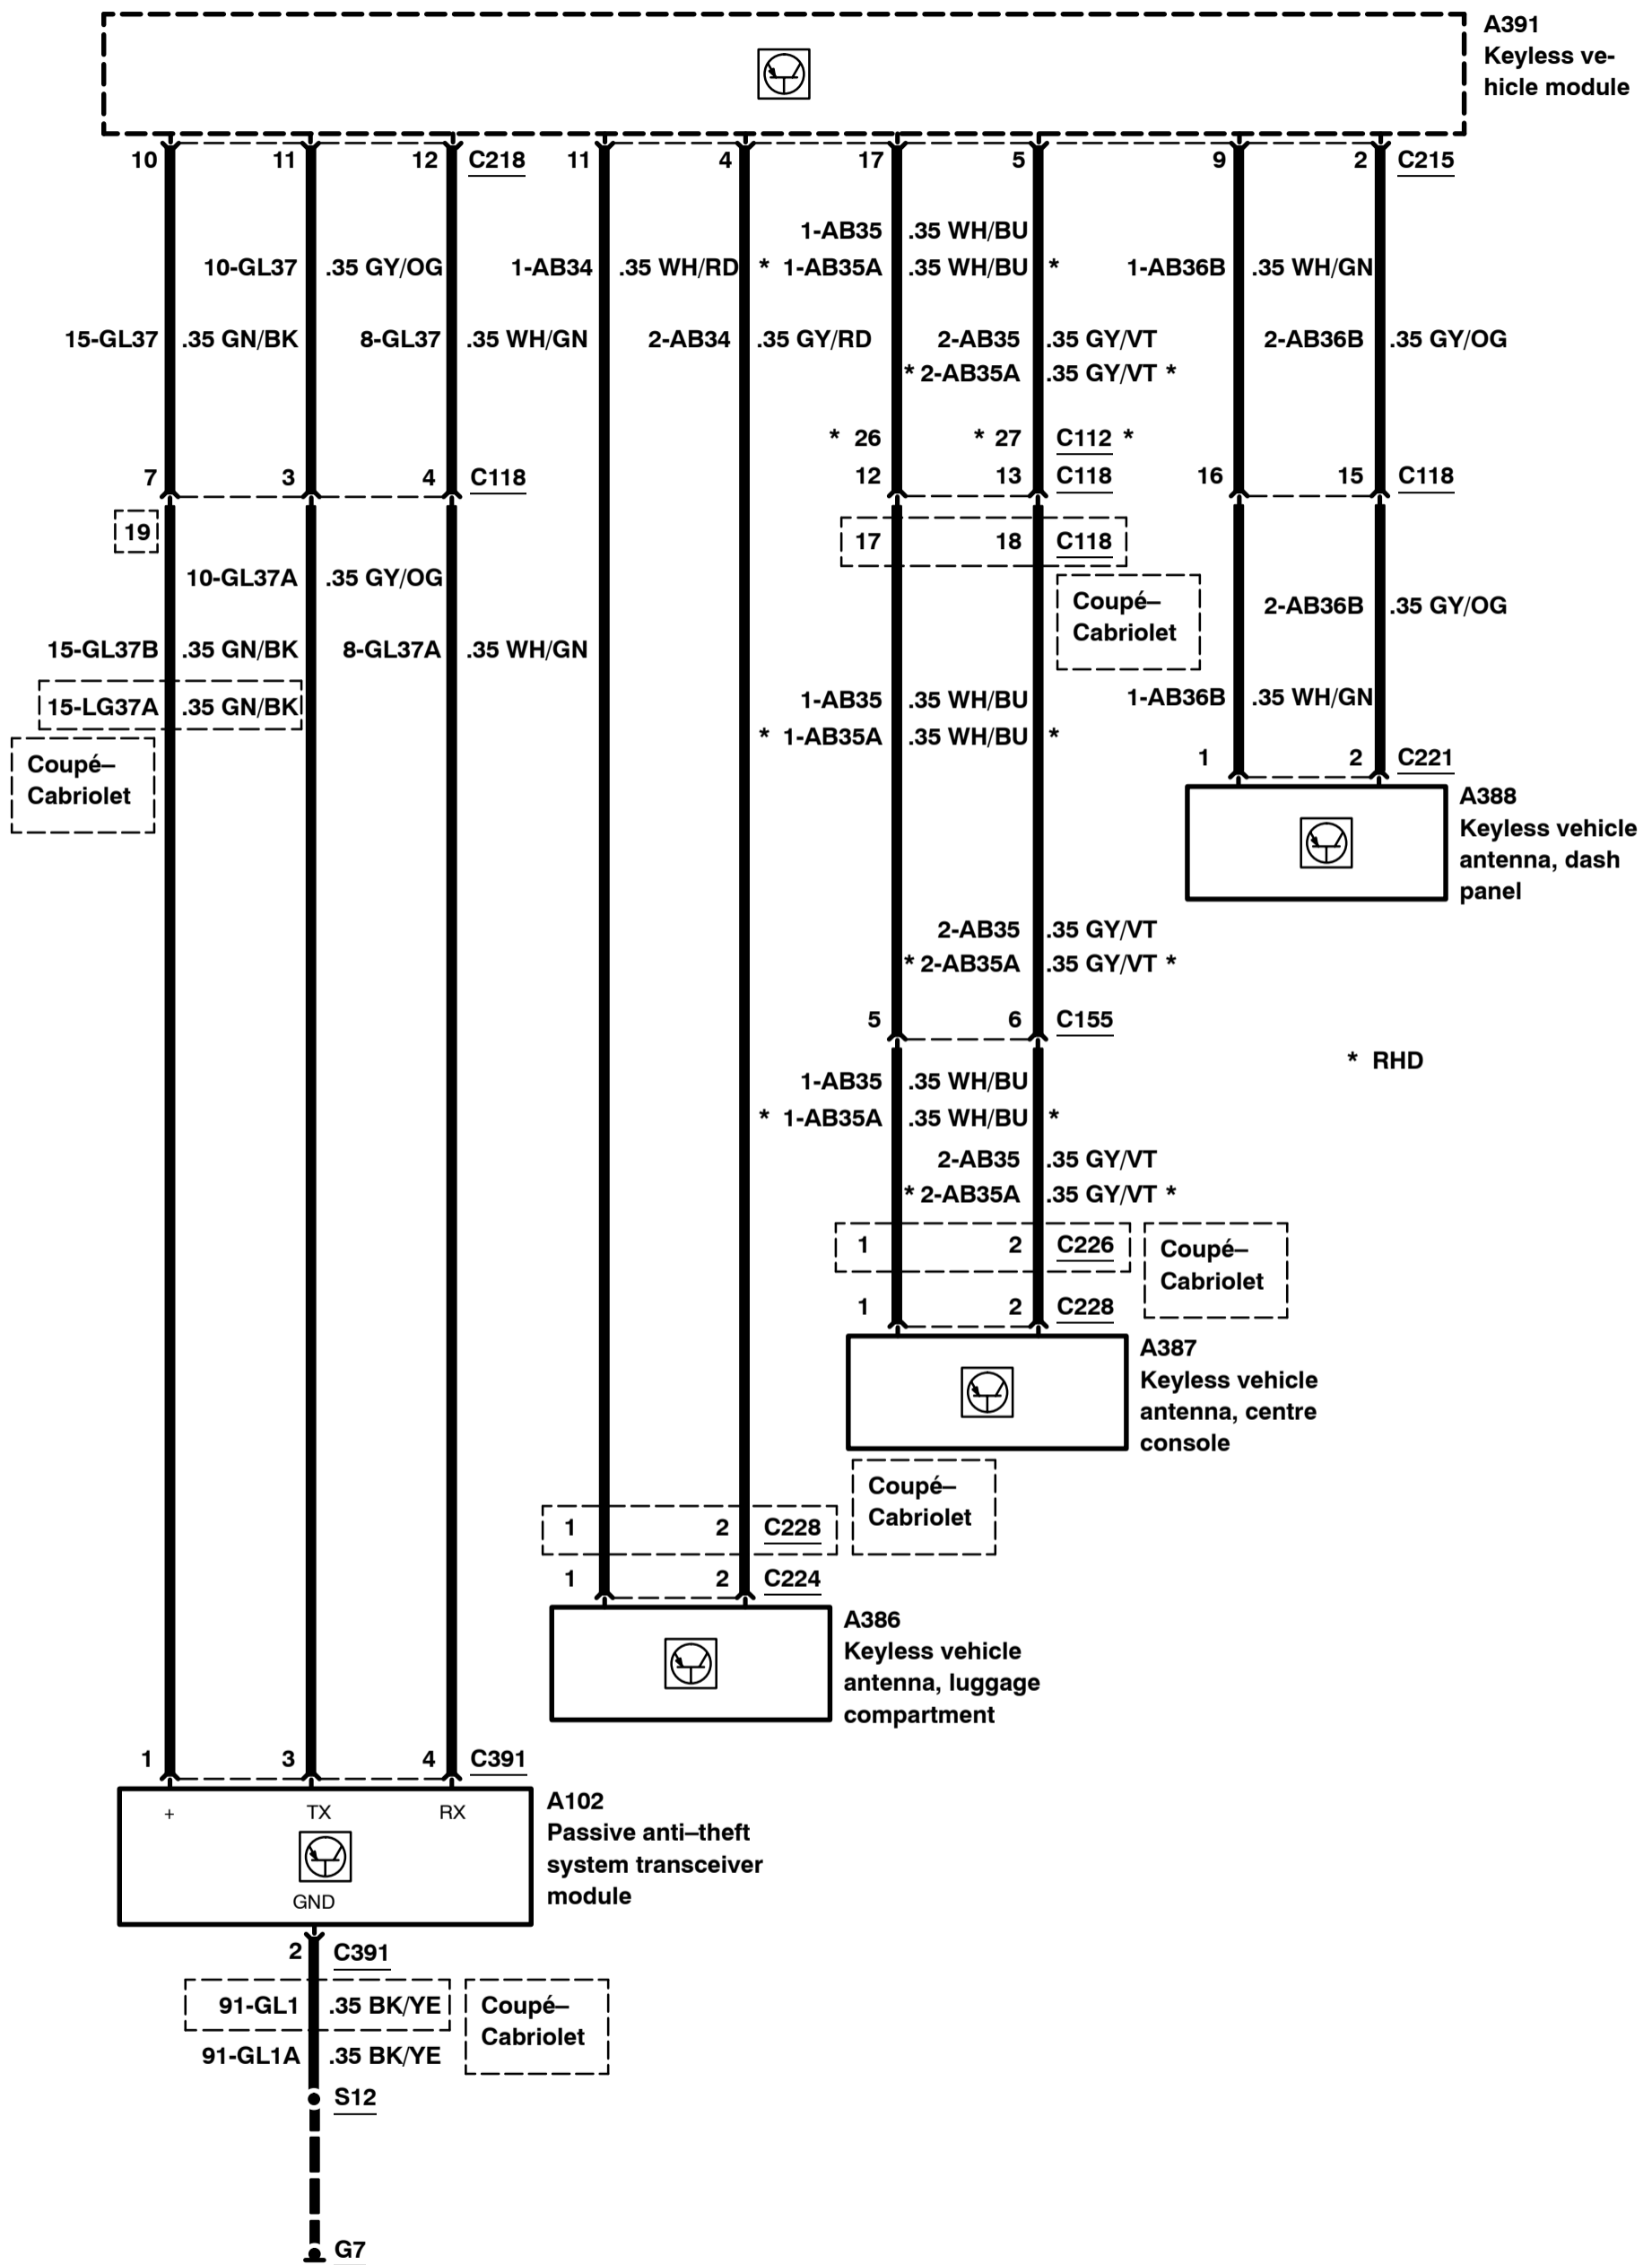 A391
Keyless ve-
hicle module
10 11 12 C218 11 4 17 5 9 2 C215
1-AB35 .35 WH/BU
10-GL37 .35 GY/OG 1-AB34 .35 WH/RD * 1-AB35A .35 WH/BU * 1-AB36B .35 WH/GN
15-GL37 .35 GN/BK 8-GL37 .35 WH/GN 2-AB34 .35 GY/RD 2-AB35 .35 GY/VT 2-AB36B .35 GY/OG
* 2-AB35A .35 GY/VT *
* 26 * 27 C112 *
7 3 4 C118 12 13 C118 16 15 C118
19 17 18 C118
10-GL37A .35 GY/OG
Coupé–
Cabriolet
2-AB36B .35 GY/OG
15-GL37B .35 GN/BK 8-GL37A .35 WH/GN
15-LG37A .35 GN/BK
1-AB35 .35 WH/BU 1-AB36B .35 WH/GN
* 1-AB35A .35 WH/BU *
Coupé–
Cabriolet
1 2 C221
A388
Keyless vehicle
antenna, dash
panel
2-AB35 .35 GY/VT
* 2-AB35A .35 GY/VT *
5 6 C155
* RHD
1-AB35 .35 WH/BU
* 1-AB35A .35 WH/BU *
2-AB35 .35 GY/VT
* 2-AB35A .35 GY/VT *
1 2 C226
Coupé–
Cabriolet
1 2 C228
A387
Keyless vehicle
antenna, centre
console
Coupé–
Cabriolet
1 2 C228
1 2 C224
A386
Keyless vehicle
antenna, luggage
compartment
1 3 4 C391
+ TX RX
GND
A102
Passive anti–theft
system transceiver
module
2 C391
91-GL1 .35 BK/YE
Coupé–
Cabriolet
91-GL1A .35 BK/YE
S12
G7